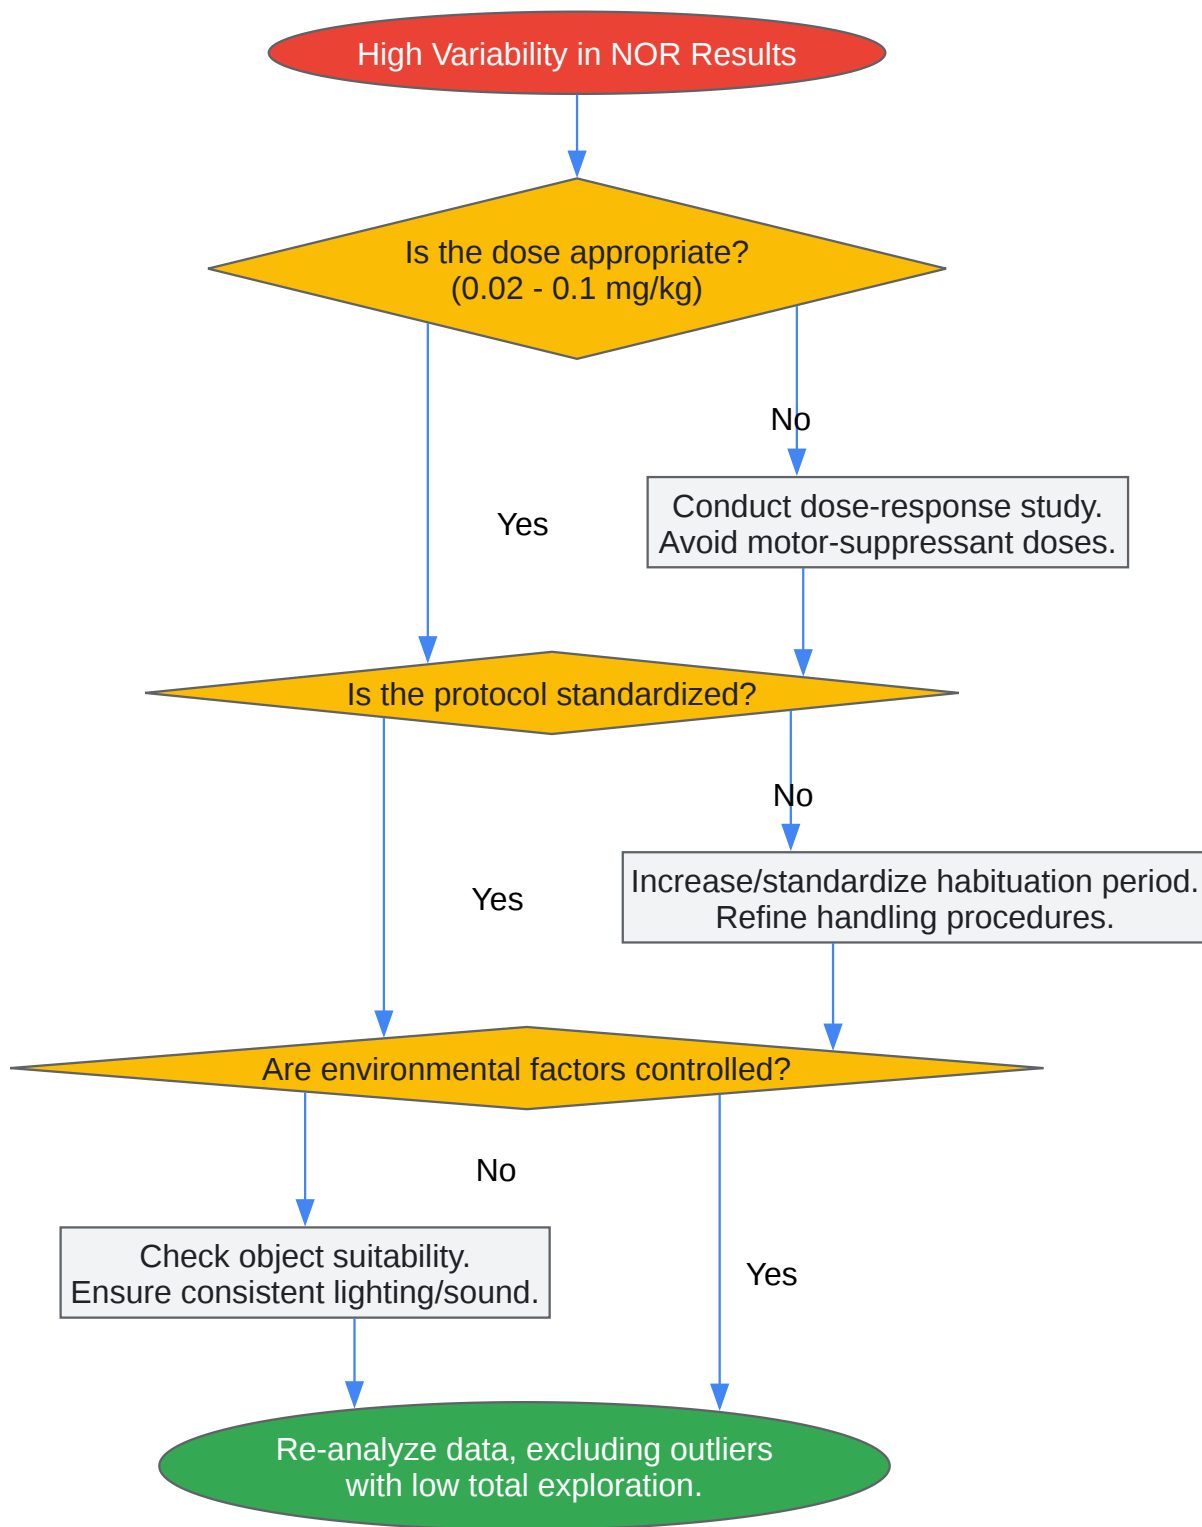 High Variability in NOR Results
Is the dose appropriate?
(0.02 - 0.1 mg/kg)
No
Conduct dose-response study.
Avoid motor-suppressant doses.
Yes
Is the protocol standardized?
No
Increase/standardize habituation period.
Refine handling procedures.
Yes
Are environmental factors controlled?
No
Check object suitability.
Ensure consistent lighting/sound.
Yes
Re-analyze data, excluding outliers
with low total exploration.